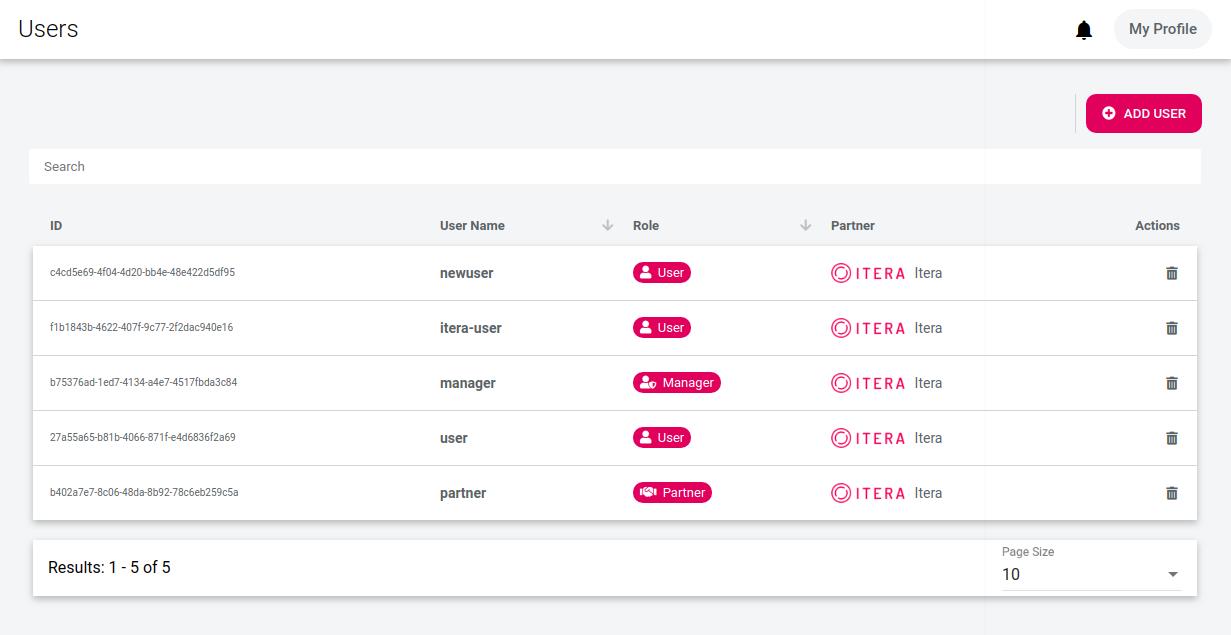 Users
My Profile
ADD USER
Search
ID User Name Role Partner Actions
c4cd5e69-4f04-4d20-bb4e-48e422d5df95 newuser User ITERA Itera
f1b1843b-4622-407f-9c77-2f2dac940e16 itera-user User ITERA Itera
b75376ad-1ed7-4134-a4e7-4517fbda3c84 manager Manager ITERA Itera
27a55a65-b81b-4066-871f-e4d6836f2a69 user User ITERA Itera
b402a7e7-8c06-48da-8b92-78c6eb259c5a partner Partner ITERA Itera
Page Size
Results: 1 - 5 of 5 10